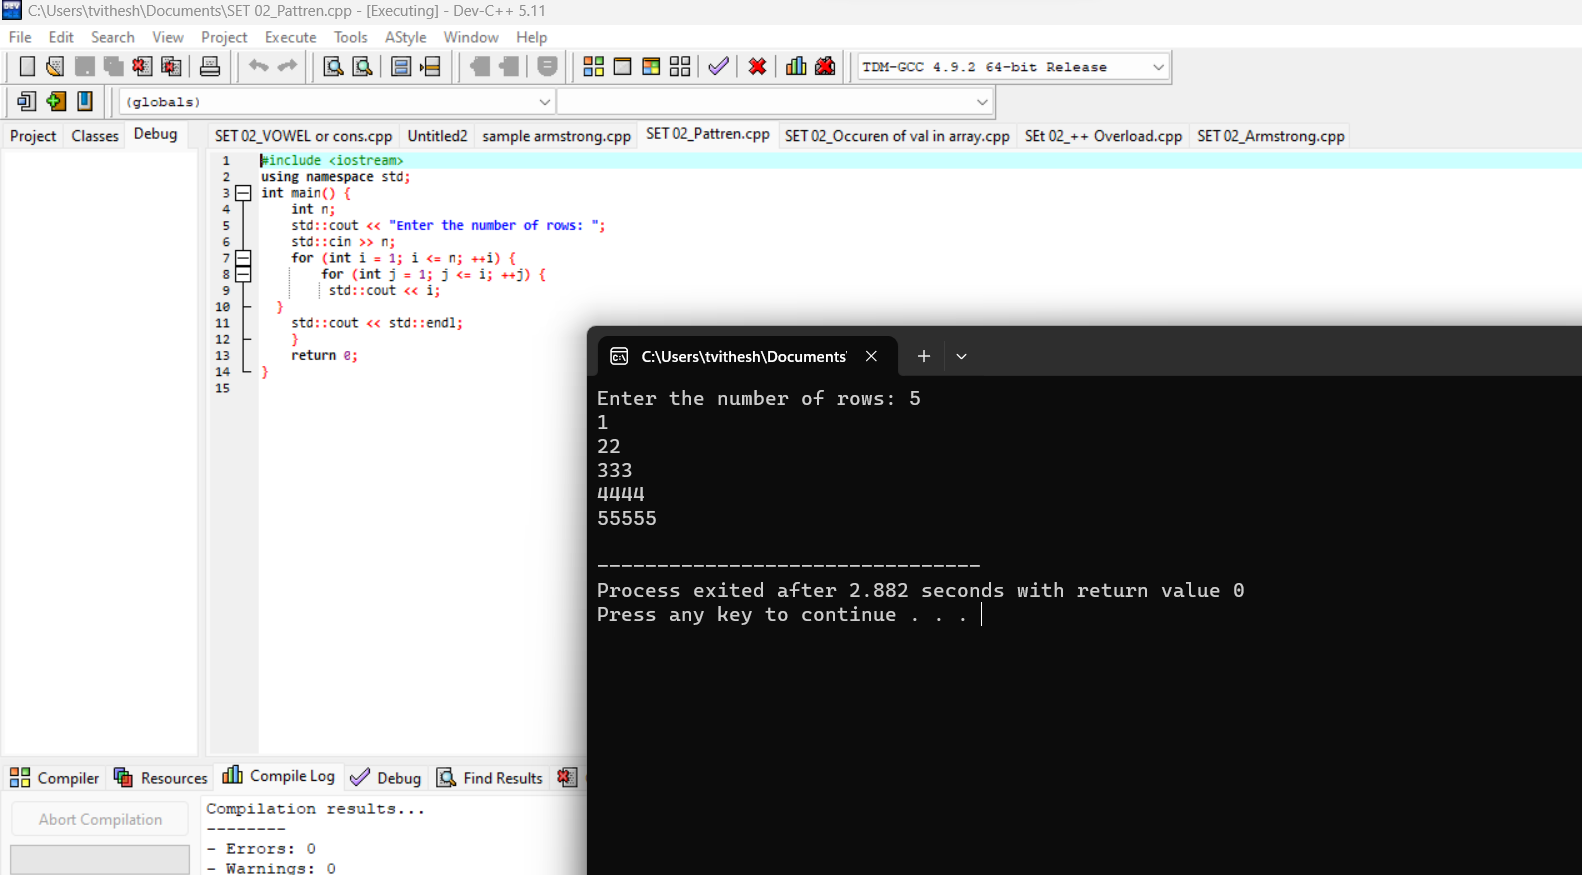 C:\Users\tvithesh\Documents\SET 02_Pattren.cpp - [Executing] - Dev-C++ 5.11
File Edit Search View Project Execute Tools AStyle Window Help
TDM-GCC 4.9.2 64-bit Release
(globals)
Project Classes Debug
SET 02_VOWEL or cons.cpp Untitled2 sample armstrong.cpp SET 02_Pattren.cpp SET 02_Occuren of val in array.cpp SEt 02_++ Overload.cpp SET 02_Armstrong.cpp
1 #include <iostream>
2 using namespace std;
3 int main() {
4 int n;
5 std::cout << "Enter the number of rows: ";
6 std::cin >> n;
7 for (int i = 1; i <= n; ++i) {
8 for (int j = 1; j <= i; ++j) {
9 std::cout << i;
10 }
11 std::cout << std::endl;
12 }
13 return 0;
14 }
15
C:\Users\tvithesh\Documents\
Enter the number of rows: 5
1
22
333
4444
55555
--------------------------------
Process exited after 2.882 seconds with return value 0
Press any key to continue . . .
Compiler Resources Compile Log Debug Find Results
Abort Compilation
Compilation results...
--------
- Errors: 0
- Warnings: 0